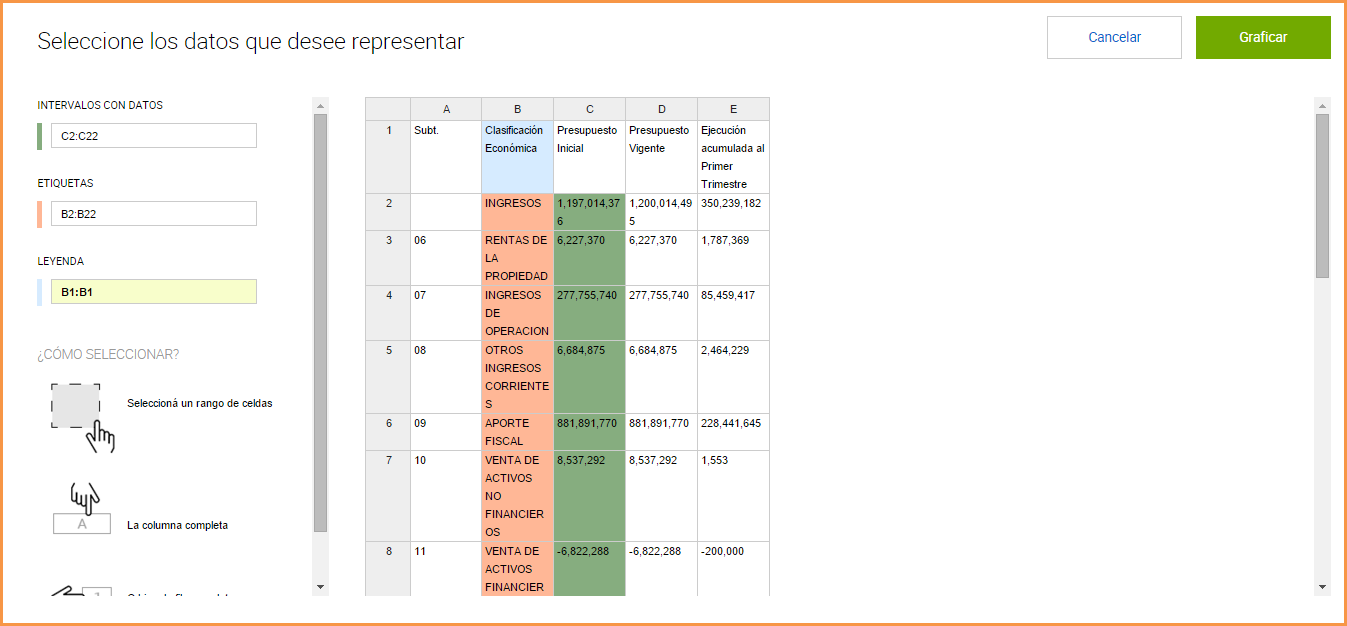 Seleccione los datos que desee representar
Cancelar
Graficar
INTERVALOS CON DATOS
C2:C22
ETIQUETAS
B2:B22
LEYENDA
B1:B1
¿CÓMO SELECCIONAR?
Seleccioná un rango de celdas
A
La columna completa
A B C D E
1 Subt. Clasificación Presupuesto Presupuesto Ejecución
Económica Inicial Vigente acumulada al
Primer
Trimestre
2 INGRESOS 1,197,014,37 1,200,014,49 350,239,182
6 5
3 06 RENTAS DE 6,227,370 6,227,370 1,787,369
LA
PROPIEDAD
4 07 INGRESOS 277,755,740 277,755,740 85,459,417
DE
OPERACION
5 08 OTROS 6,684,875 6,684,875 2,464,229
INGRESOS
CORRIENTE
S
6 09 APORTE 881,891,770 881,891,770 228,441,645
FISCAL
7 10 VENTA DE 8,537,292 8,537,292 1,553
ACTIVOS
NO
FINANCIER
OS
8 11 VENTA DE -6,822,288 -6,822,288 -200,000
ACTIVOS
FINANCIER